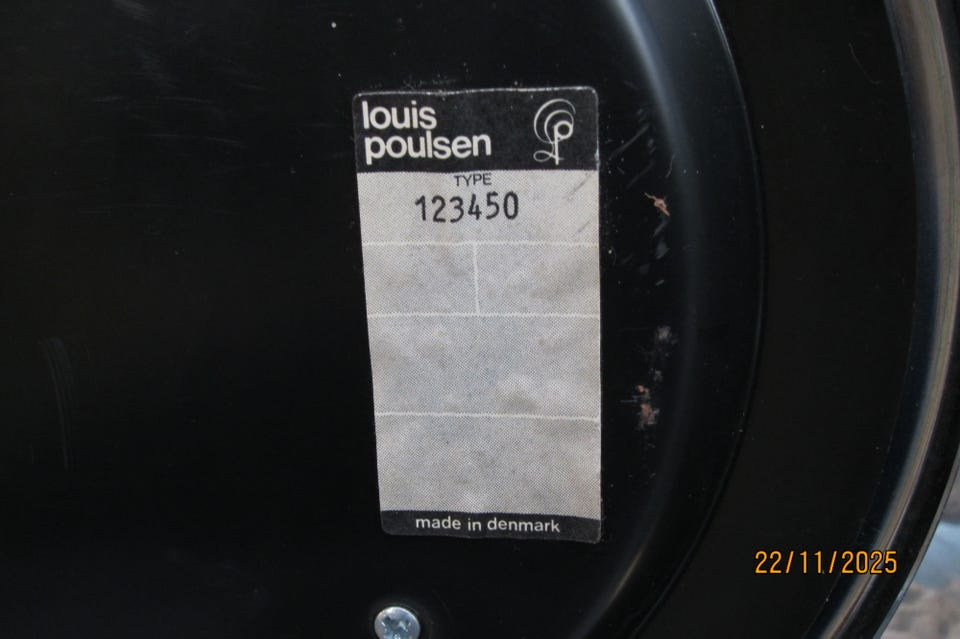 louis
poulsen
TYPE
123450
made in denmark
22/11/2025